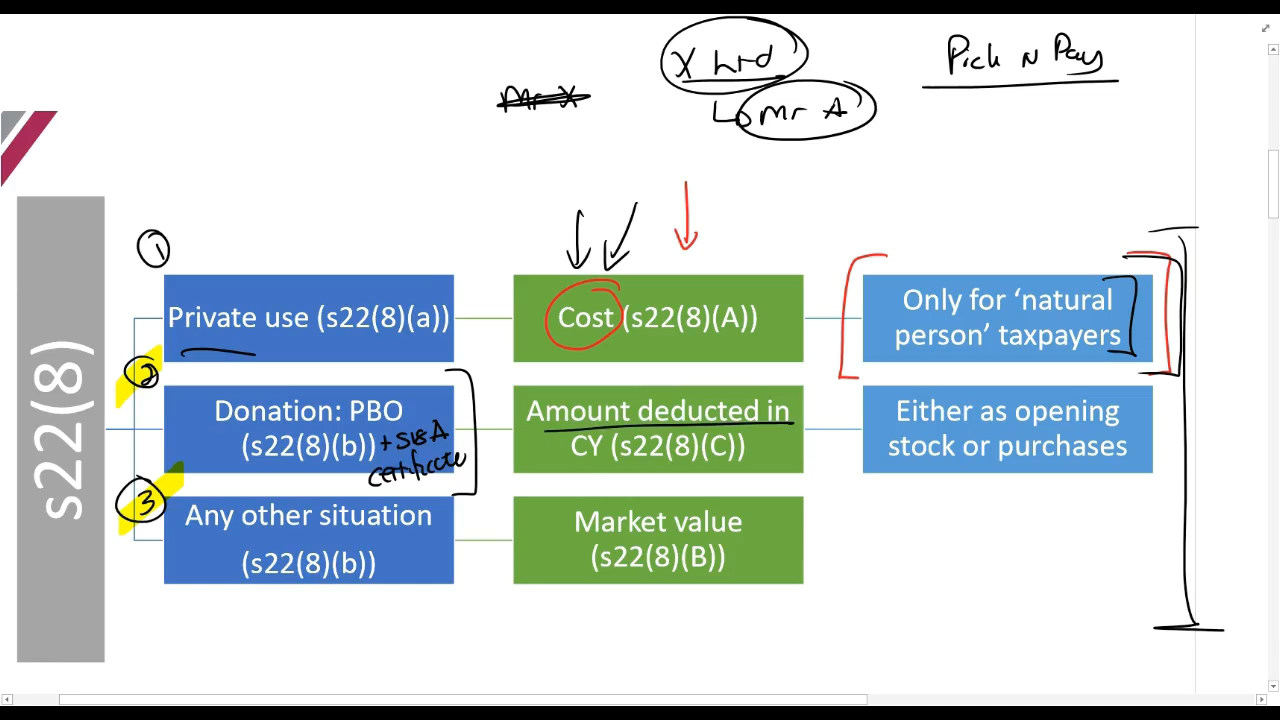 X Ltd
Pick n Pay
Mr X
Mr A
1
s22(8)
Private use (s22(8)(a))
Cost (s22(8)(A))
Only for ‘natural
person’ taxpayers
2
Donation: PBO
(s22(8)(b))
+ S18A
certificate
Amount deducted in
CY (s22(8)(C))
Either as opening
stock or purchases
3
Any other situation
(s22(8)(b))
Market value
(s22(8)(B))